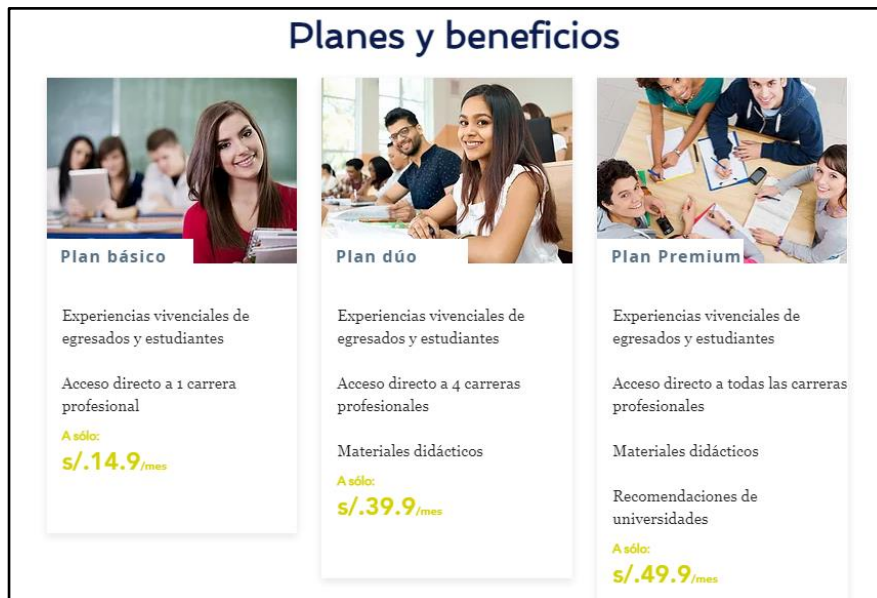 Planes y beneficios
Plan básico
Experiencias vivenciales de
egresados y estudiantes
Acceso directo a 1 carrera
profesional
A sólo:
s/.14.9/mes
Plan dúo
Experiencias vivenciales de
egresados y estudiantes
Acceso directo a 4 carreras
profesionales
Materiales didácticos
A sólo:
s/.39.9/mes
Plan Premium
Experiencias vivenciales de
egresados y estudiantes
Acceso directo a todas las carreras
profesionales
Materiales didácticos
Recomendaciones de
universidades
A sólo:
s/.49.9/mes